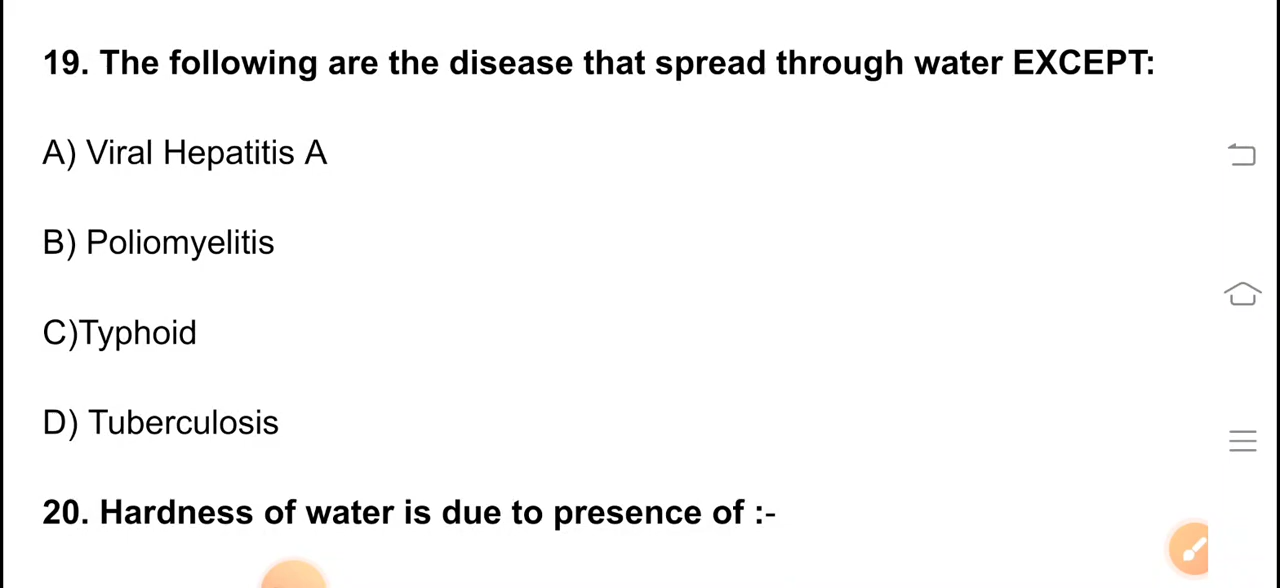 19. The following are the disease that spread through water EXCEPT:
A) Viral Hepatitis A
B) Poliomyelitis
C)Typhoid
D) Tuberculosis
20. Hardness of water is due to presence of :-